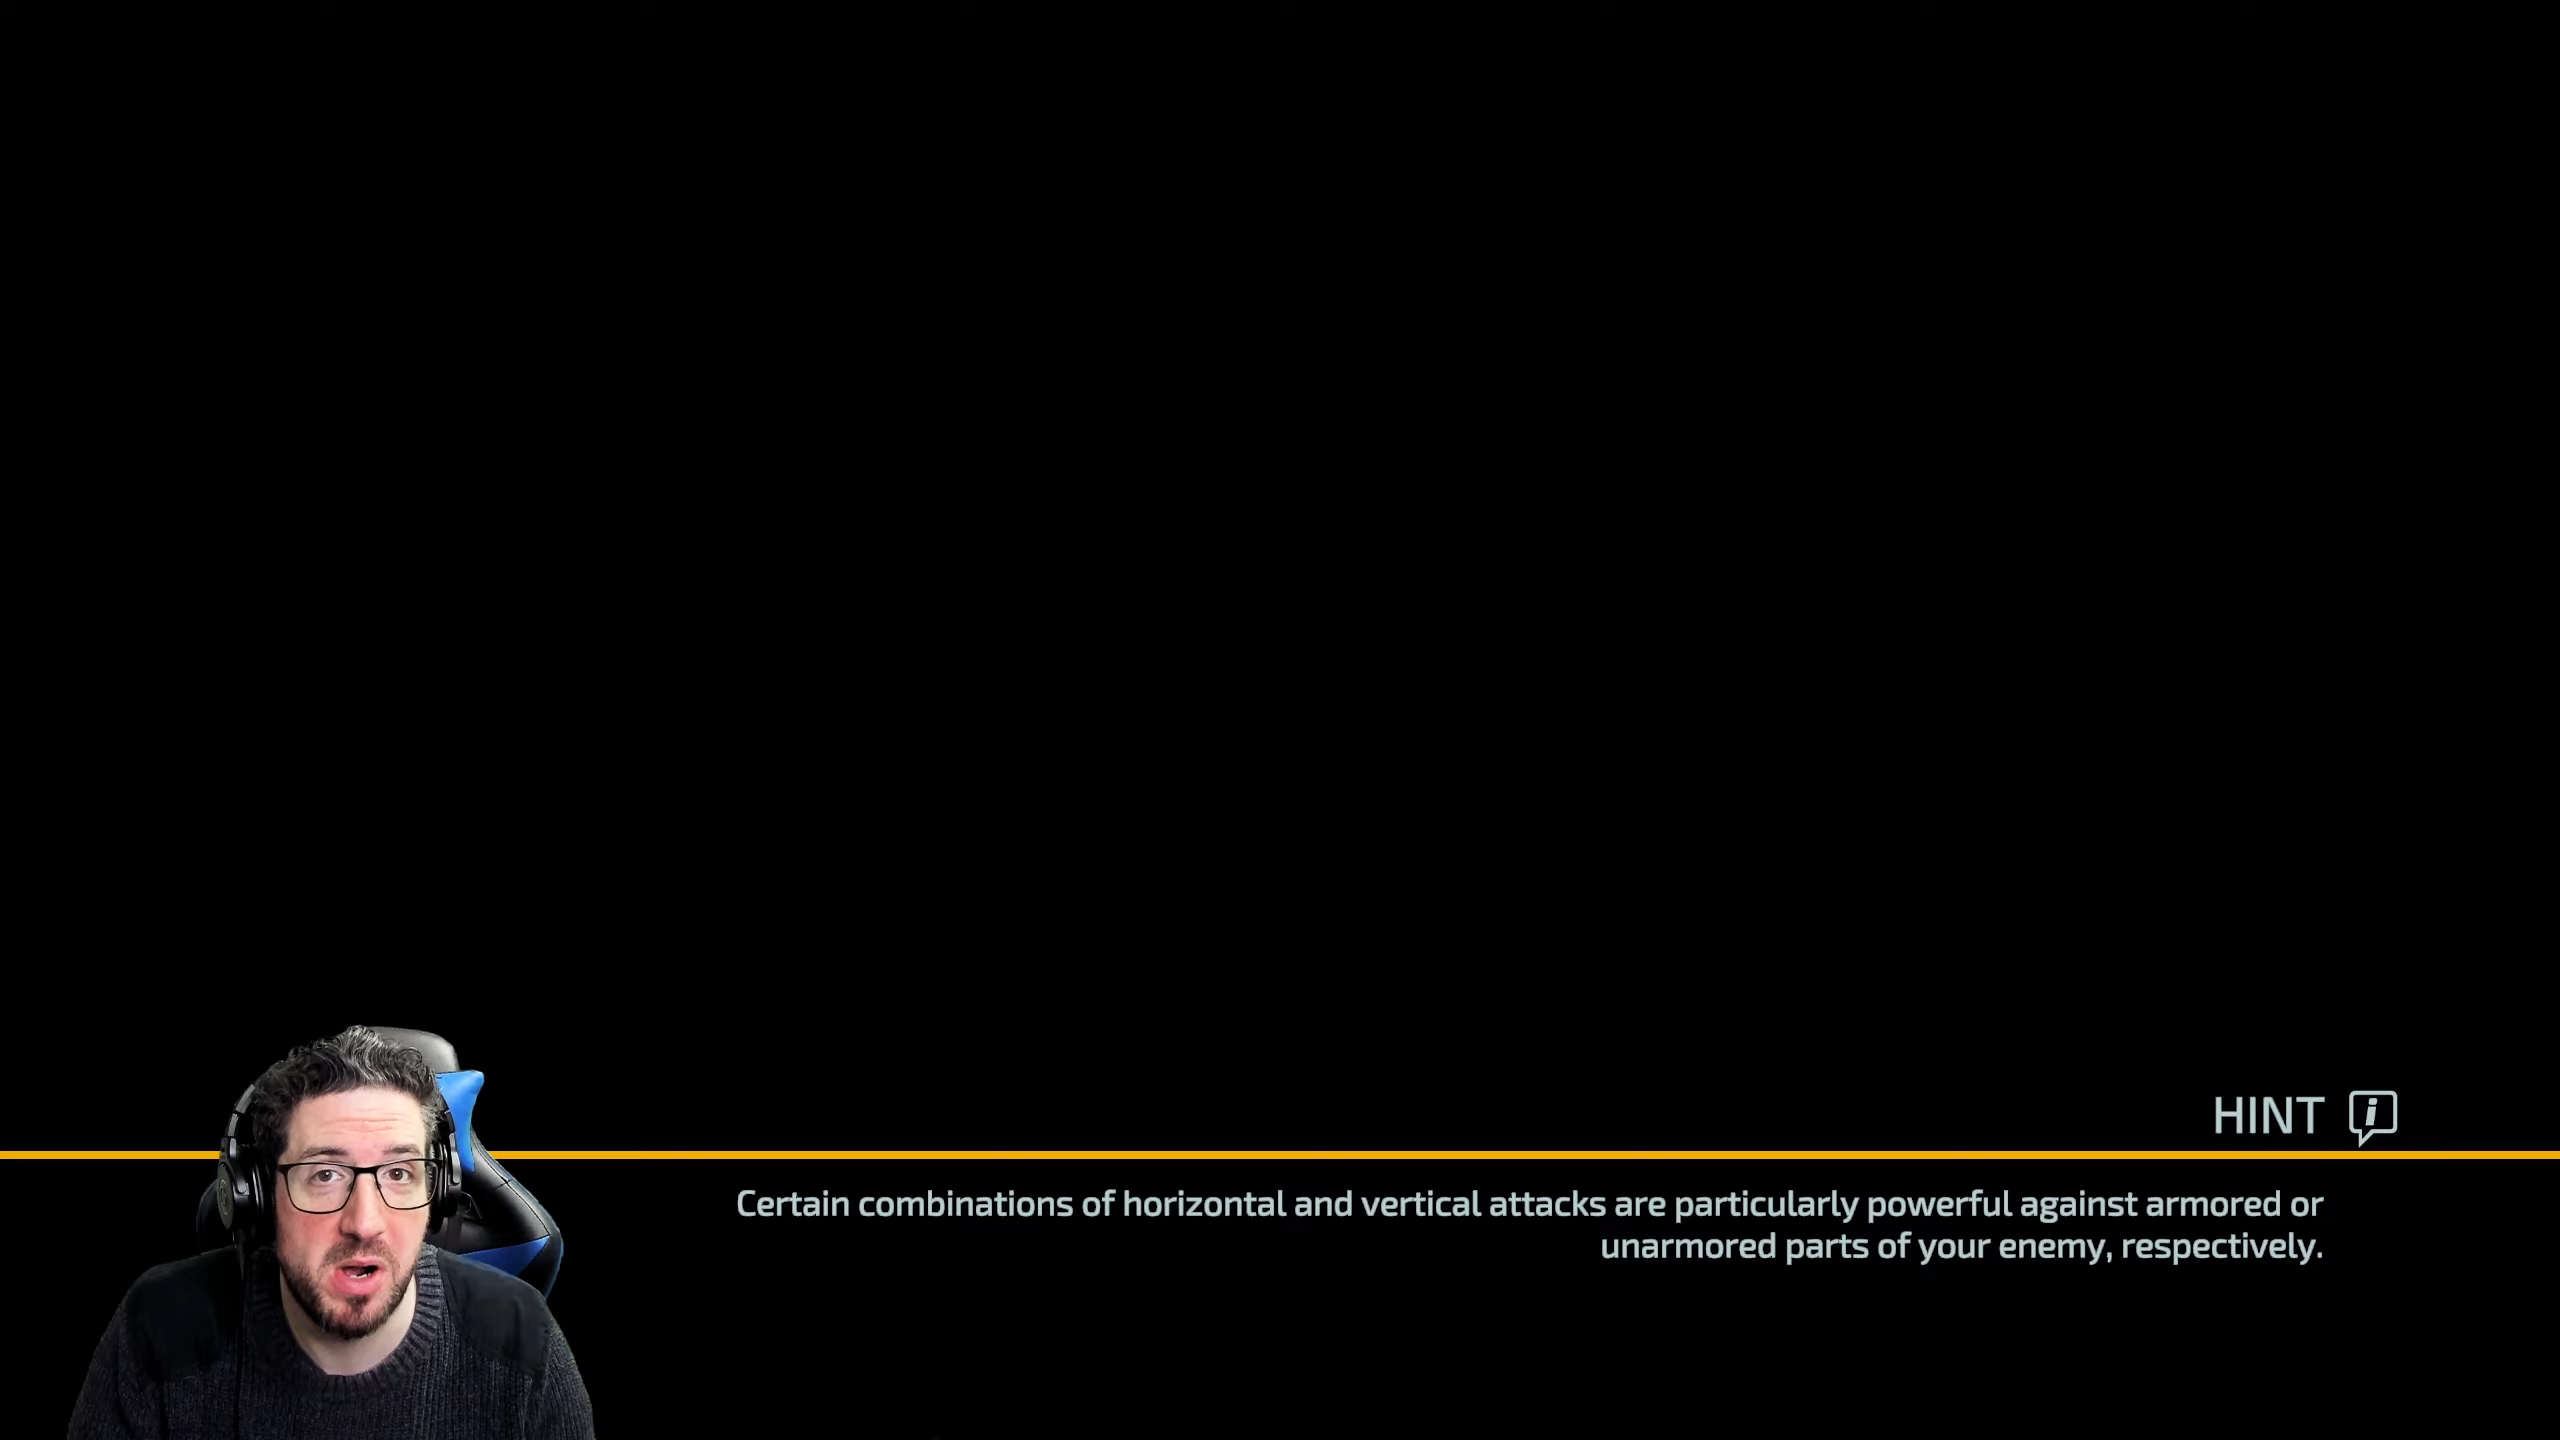 HINT
Certain combinations of horizontal and vertical attacks are particularly powerful against armored or
unarmored parts of your enemy, respectively.